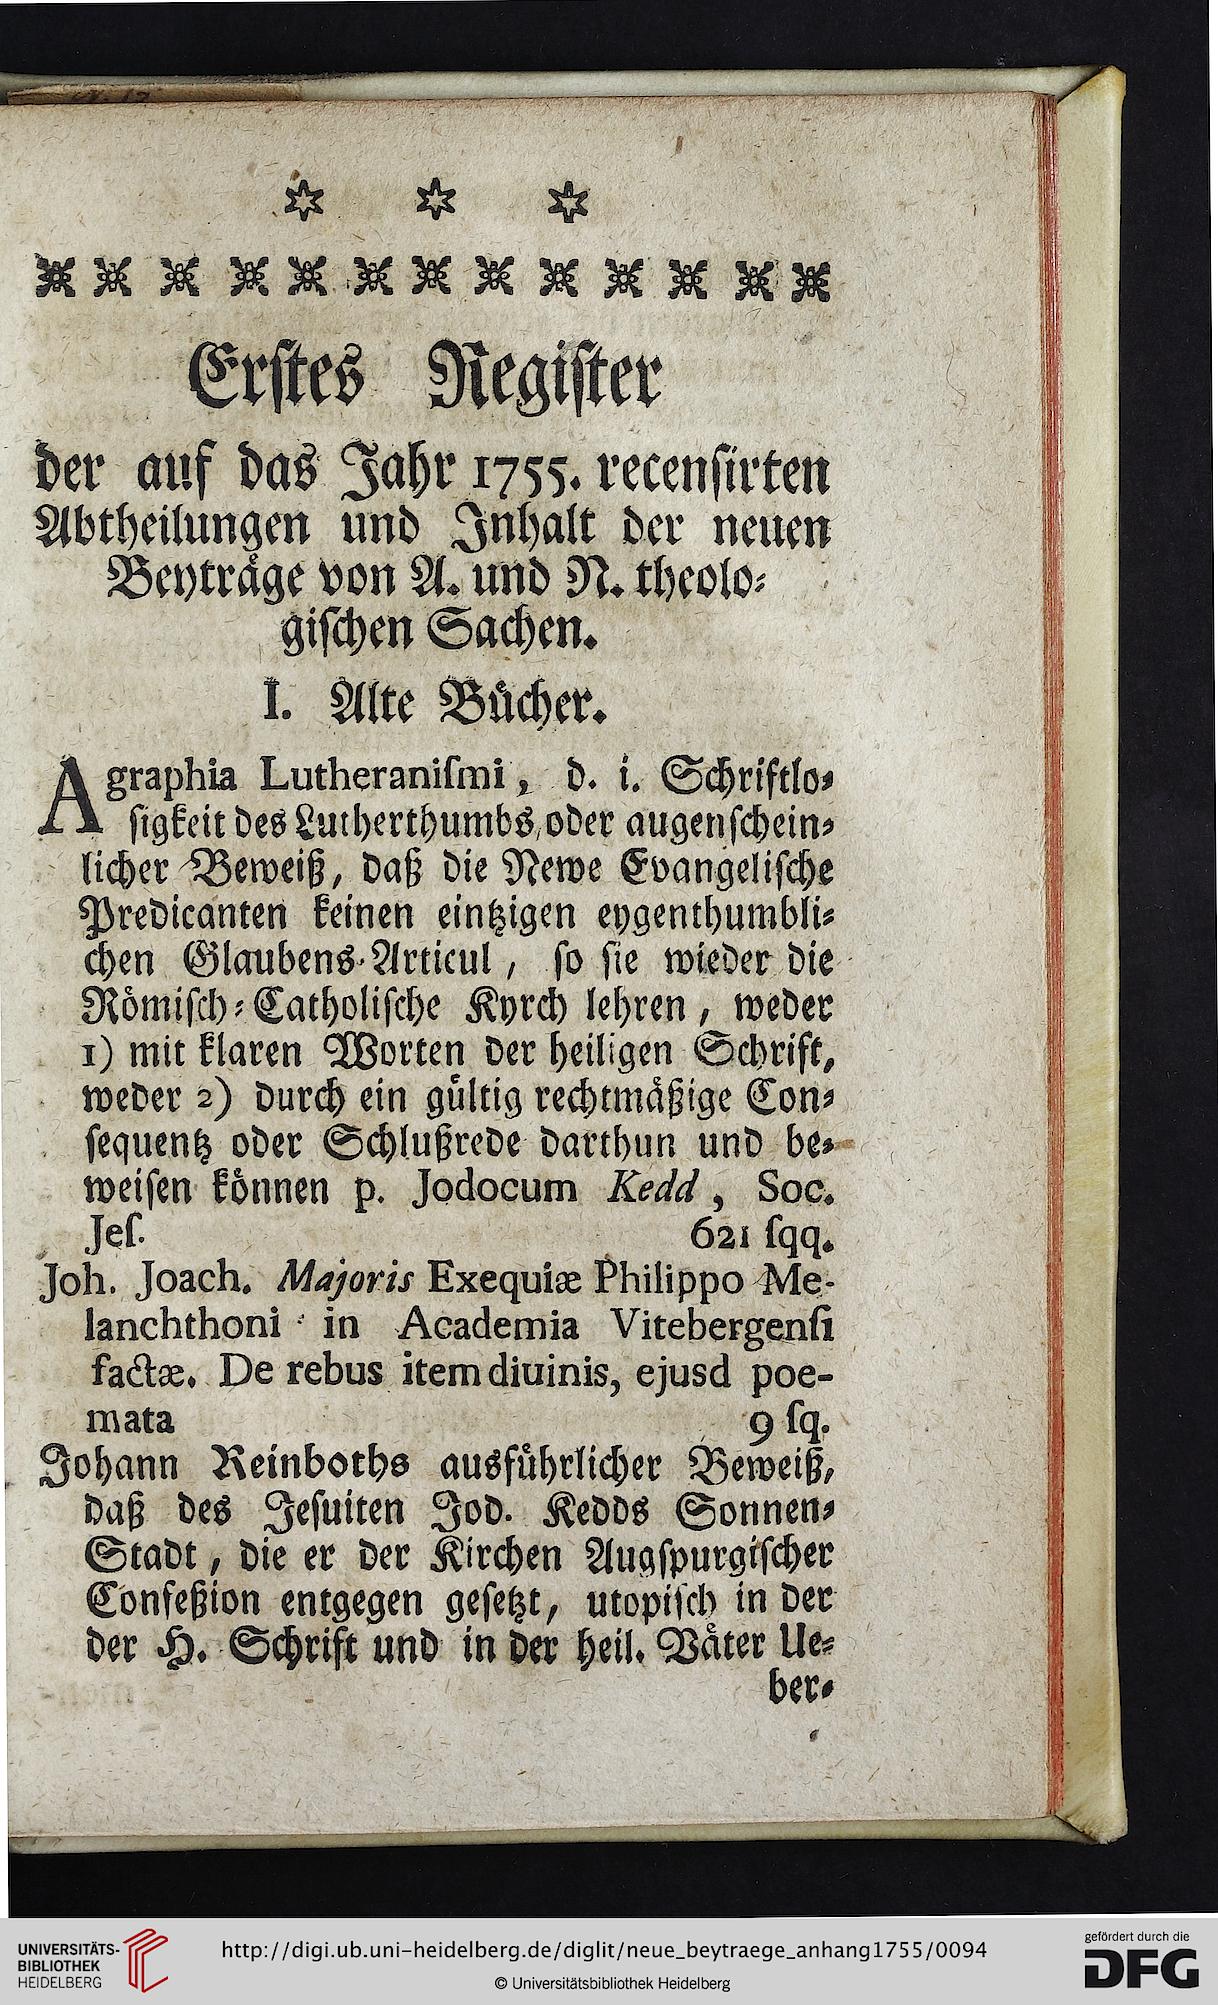 Erſtes Regiſter
der auf das Jahr 1755. recenſirten
Abtheilungen und Inhalt der neuen
Beyträge von A. und N. theolo⸗
giſchen Sachen.
I. Alte Bücher.
Agraphia Lutheraniſmi, d. i. Schriftlo⸗
ſigkeit des Lutherthumbs, oder augenſchein⸗
licher Beweiß, daß die Newe Evangeliſche
Predicanten keinen eintzigen eygenthumbli⸗
chen Glaubens-Articul, ſo ſie wieder die
Römiſch⸗Catholiſche Kyrch lehren, weder
1) mit klaren Worten der heiligen Schrift,
weder 2) durch ein gültig rechtmäßige Con⸗
ſequentz oder Schlußrede darthun und be⸗
weiſen können p. Jodocum Kedd, Soc.
Jeſ. 621 ſqq.
Joh. Joach. Majoris Exequiæ Philippo Me-
lanchthoni in Academia Vitebergenſi
factæ. De rebus item diuinis, ejusd poe-
mata 9 ſq.
Johann Reinboths ausführlicher Beweiß,
daß des Jeſuiten Jod. Kedds Sonnen⸗
Stadt, die er der Kirchen Augſpurgiſcher
Confeßion entgegen geſetzt, utopiſch in der
der H. Schrift und in der heil. Väter Ue⸗
ber⸗
UNIVERSITÄTS-
BIBLIOTHEK
HEIDELBERG
http://digi.ub.uni-heidelberg.de/diglit/neue_beytraege_anhang1755/0094
© Universitätsbibliothek Heidelberg
gefördert durch die
DFG